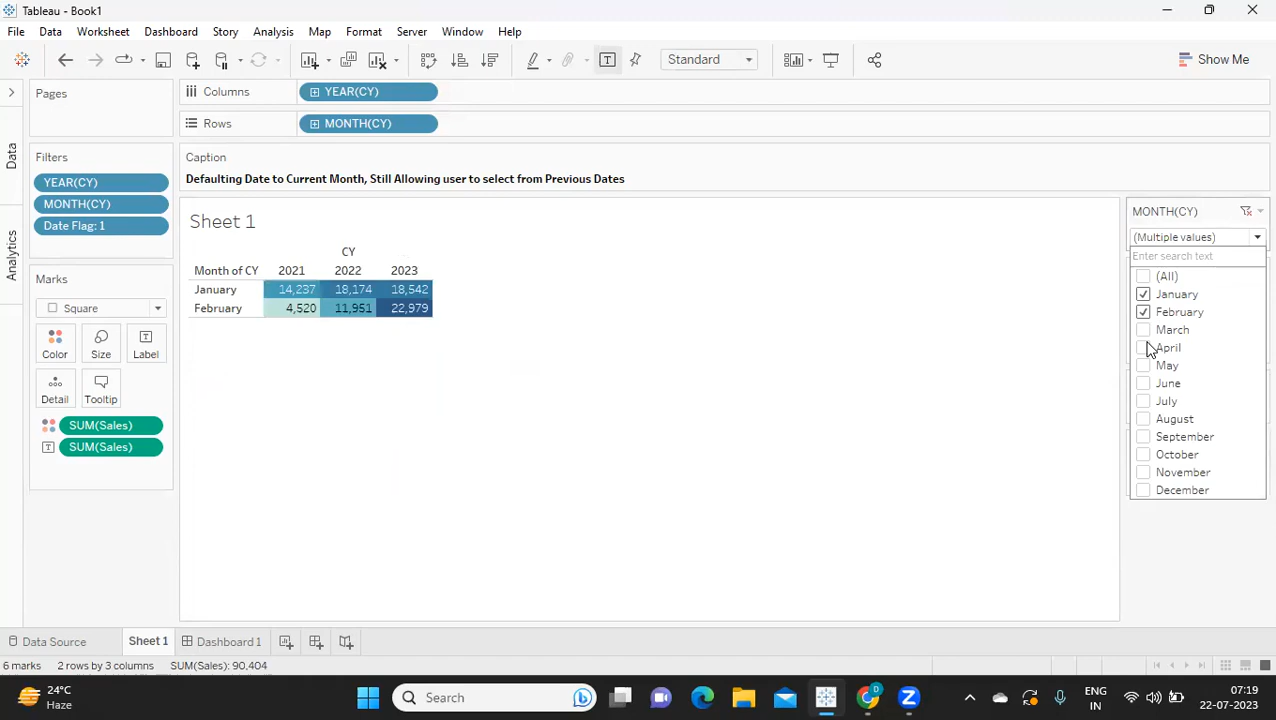 Tableau - Book1
File Data Worksheet Dashboard Story Analysis Map Format Server Window Help
Standard
Show Me
Pages
Columns
YEAR(CY)
Rows
MONTH(CY)
Data
Analytics
Filters
YEAR(CY)
MONTH(CY)
Date Flag: 1
Caption
Defaulting Date to Current Month, Still Allowing user to select from Previous Dates
Marks
Square
Color Size Label
Detail Tooltip
SUM(Sales)
SUM(Sales)
Sheet 1
CY
Month of CY 2021 2022 2023
January 14,237 18,174 18,542
February 4,520 11,951 22,979
MONTH(CY)
(Multiple values)
Enter search text
(All)
January
February
March
April
May
June
July
August
September
October
November
December
Data Source Sheet 1 Dashboard 1
6 marks 2 rows by 3 columns SUM(Sales): 90,404
24°C
Haze
Search
ENG
IN
07:19
22-07-2023